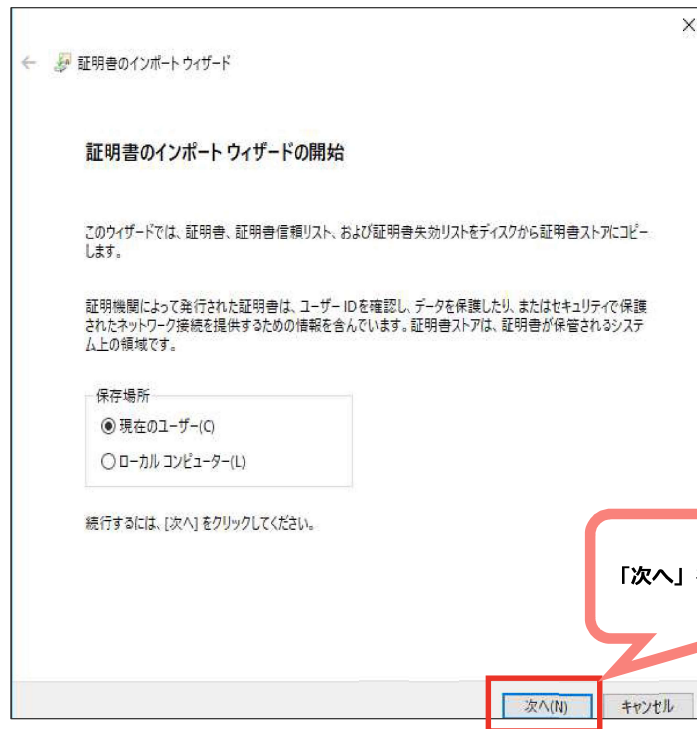 証明書のインポート ウィザード
証明書のインポート ウィザードの開始
このウィザードでは、証明書、証明書信頼リスト、および証明書失効リストをディスクから証明書ストアにコピー
します。
証明機関によって発行された証明書は、ユーザー ID を確認し、データを保護したり、またはセキュリティで保護
されたネットワーク接続を提供するための情報を含んでいます。証明書ストアは、証明書が保管されるシステ
ム上の領域です。
保存場所
現在のユーザー(C)
ローカル コンピューター(L)
続行するには、[次へ] をクリックしてください。
「次へ」
次へ(N)
キャンセル